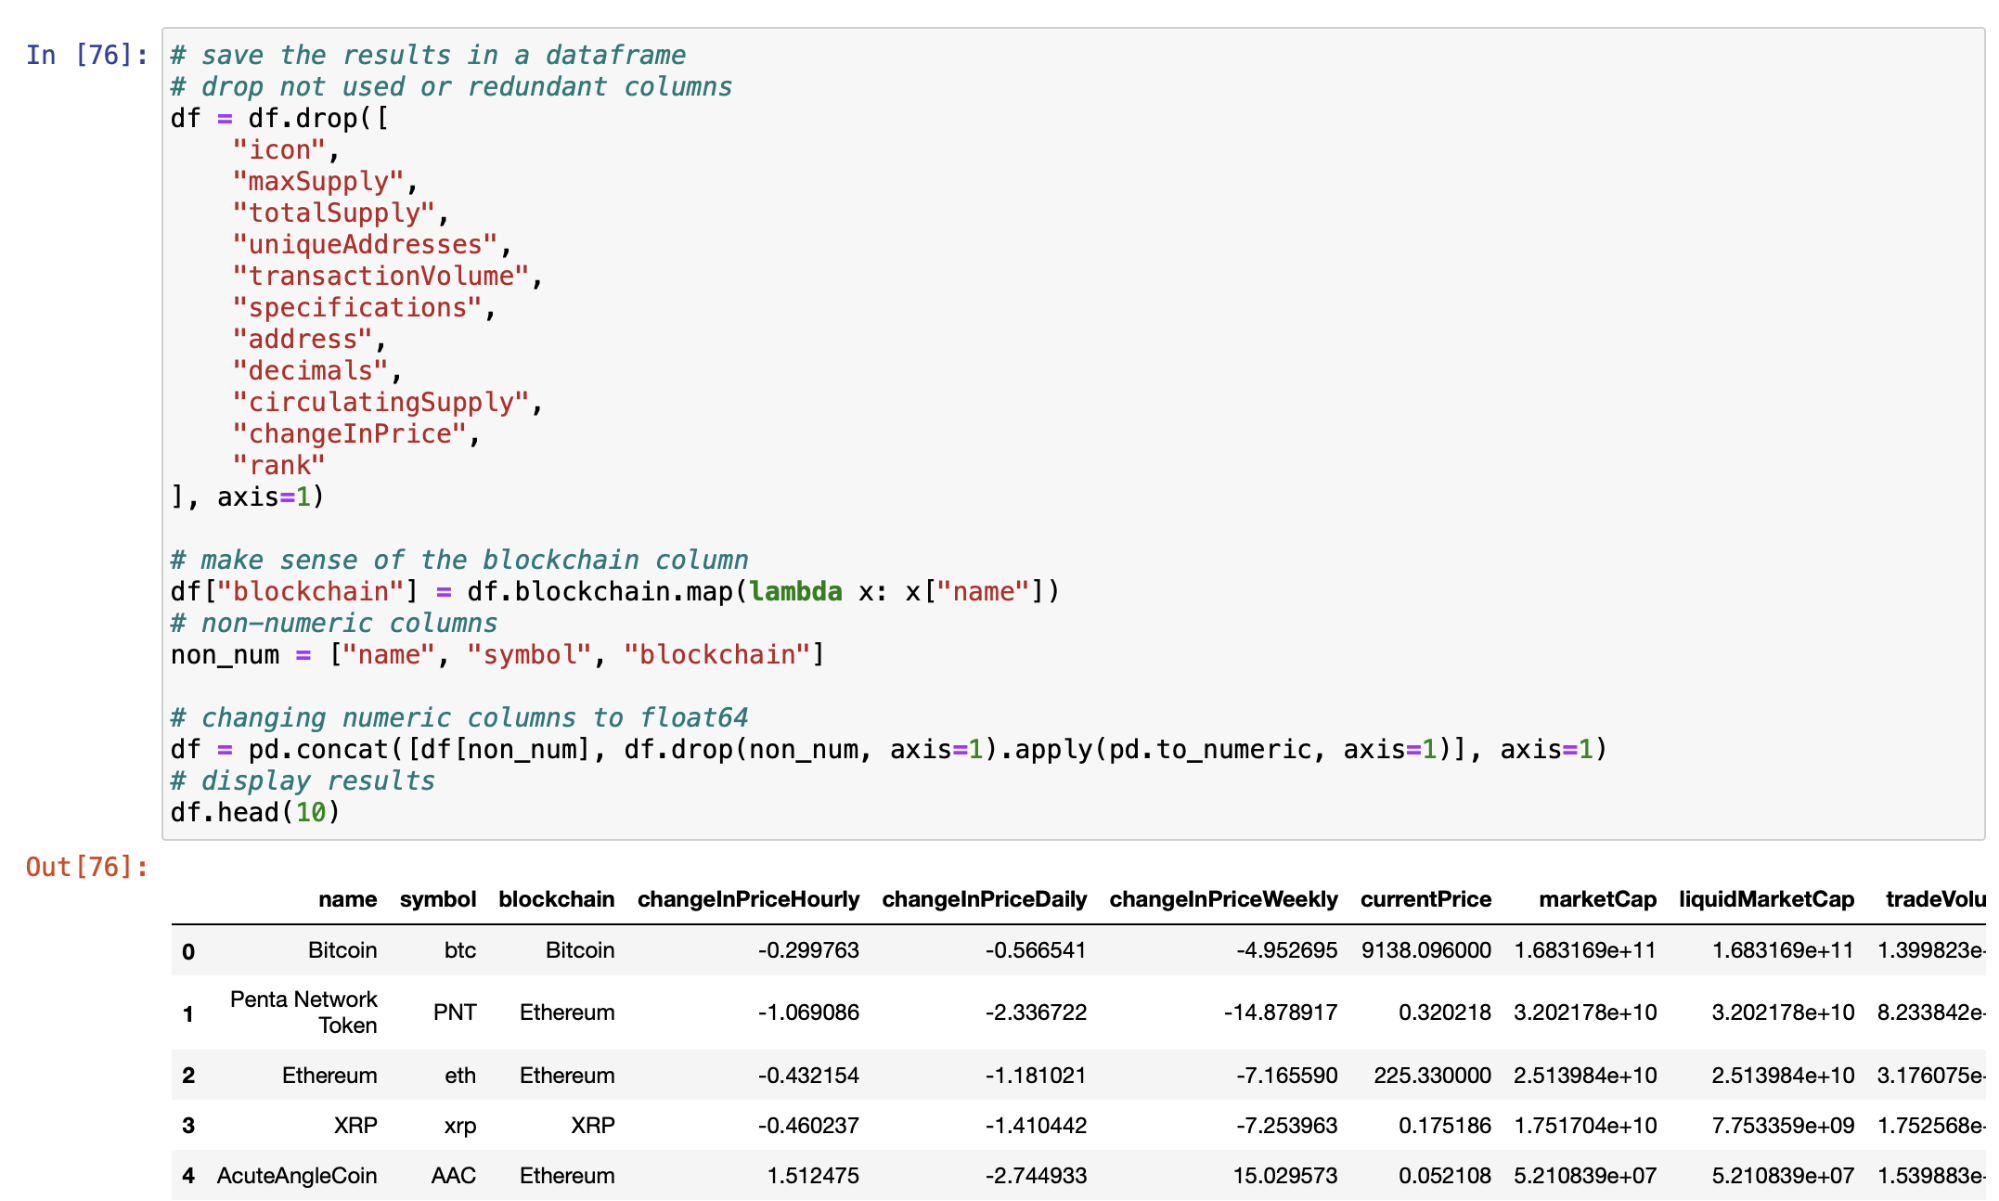 In [76]:
# save the results in a dataframe
# drop not used or redundant columns
df = df.drop([
    "icon",
    "maxSupply",
    "totalSupply",
    "uniqueAddresses",
    "transactionVolume",
    "specifications",
    "address",
    "decimals",
    "circulatingSupply",
    "changeInPrice",
    "rank"
], axis=1)
# make sense of the blockchain column
df["blockchain"] = df.blockchain.map(lambda x: x["name"])
# non-numeric columns
non_num = ["name", "symbol", "blockchain"]
# changing numeric columns to float64
df = pd.concat([df[non_num], df.drop(non_num, axis=1).apply(pd.to_numeric, axis=1)], axis=1)
# display results
df.head(10)
Out[76]:
name symbol blockchain changeInPriceHourly changeInPriceDaily changeInPriceWeekly currentPrice marketCap liquidMarketCap tradeVolu
0 Bitcoin btc Bitcoin -0.299763 -0.566541 -4.952695 9138.096000 1.683169e+11 1.683169e+11 1.399823e-
1 Penta Network Token PNT Ethereum -1.069086 -2.336722 -14.878917 0.320218 3.202178e+10 3.202178e+10 8.233842e-
2 Ethereum eth Ethereum -0.432154 -1.181021 -7.165590 225.330000 2.513984e+10 2.513984e+10 3.176075e-
3 XRP xrp XRP -0.460237 -1.410442 -7.253963 0.175186 1.751704e+10 7.753359e+09 1.752568e-
4 AcuteAngleCoin AAC Ethereum 1.512475 -2.744933 15.029573 0.052108 5.210839e+07 5.210839e+07 1.539883e-